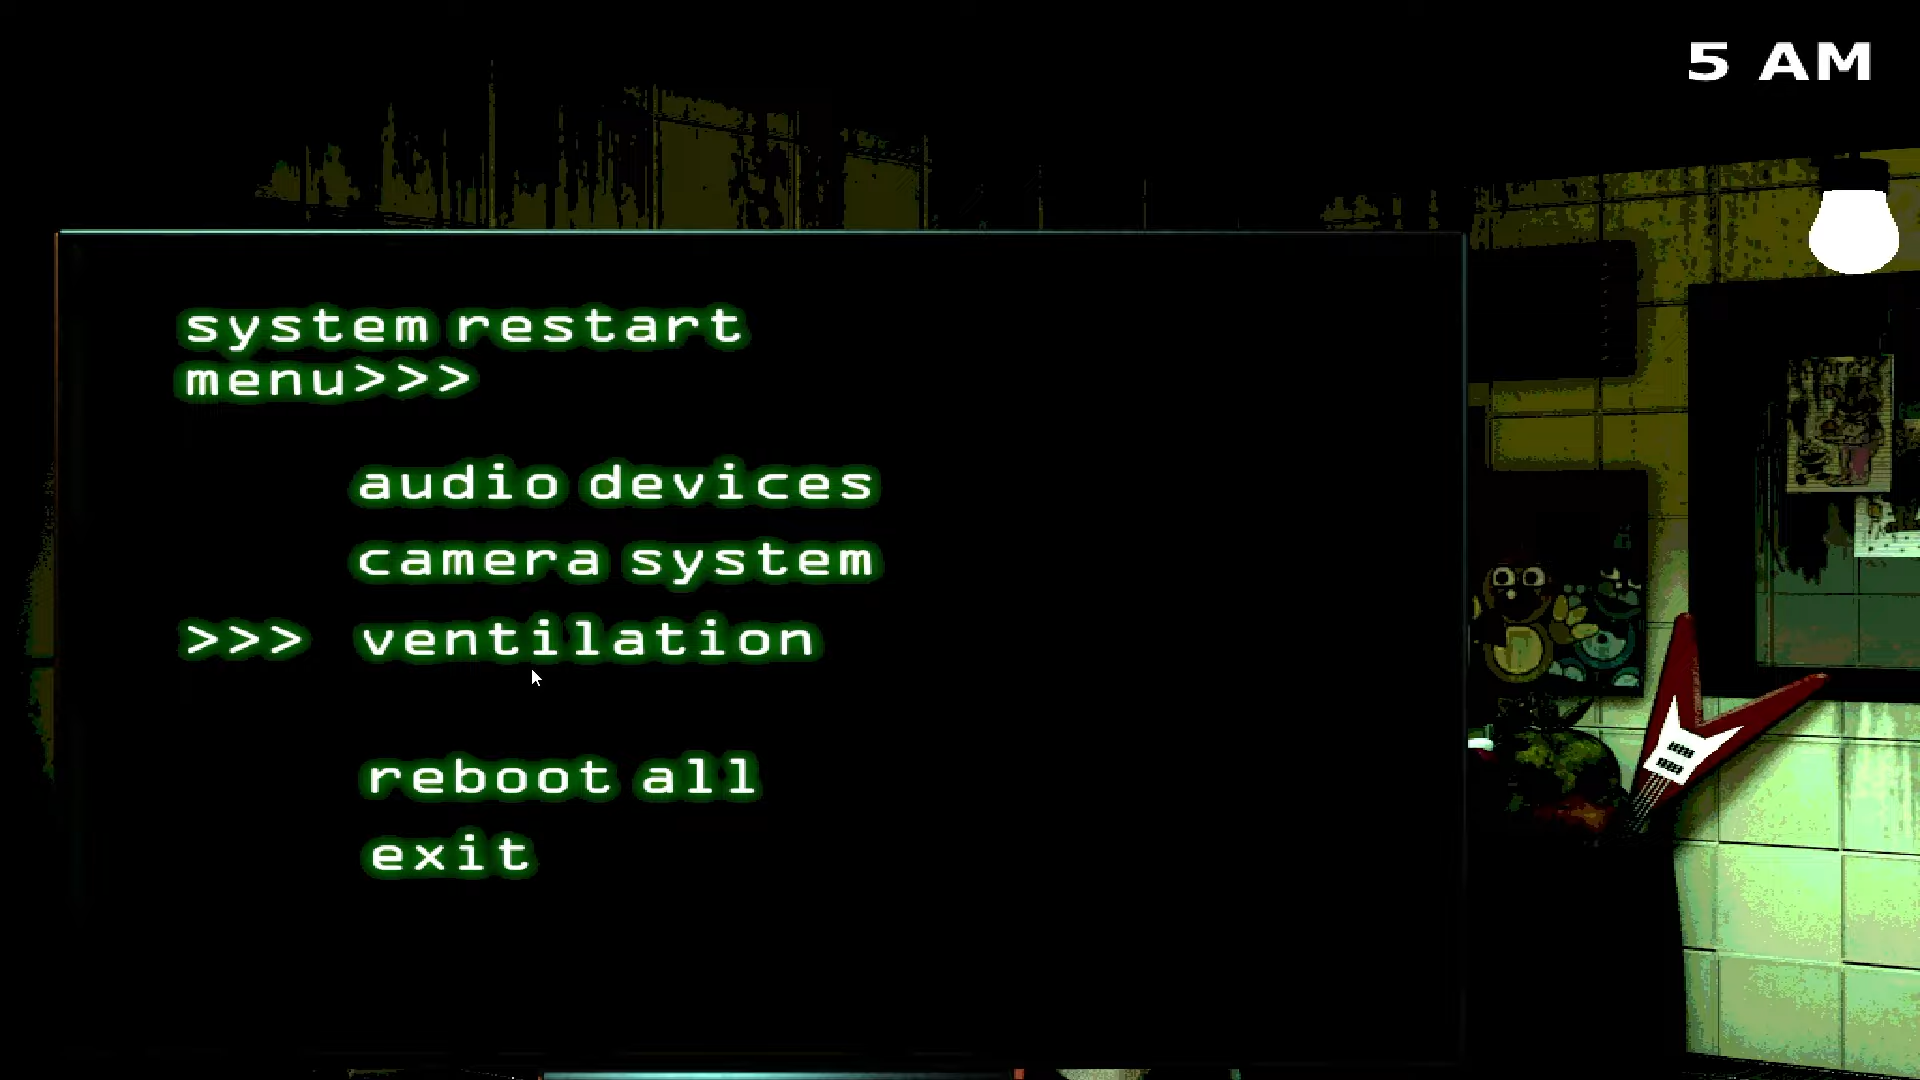 5 AM
system restart
menu>>>
audio devices
camera system
>>> ventilation
reboot all
exit